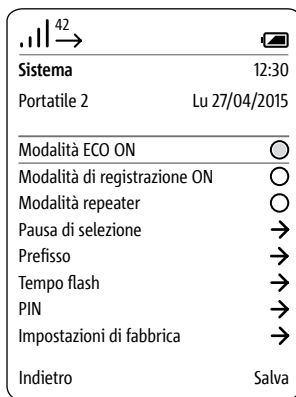 42
Sistema 12:30
Portatile 2 Lu 27/04/2015
Modalità ECO ON
Modalità di registrazione ON
Modalità repeater
Pausa di selezione
Prefisso
Tempo flash
PIN
Impostazioni di fabbrica
Indietro Salva